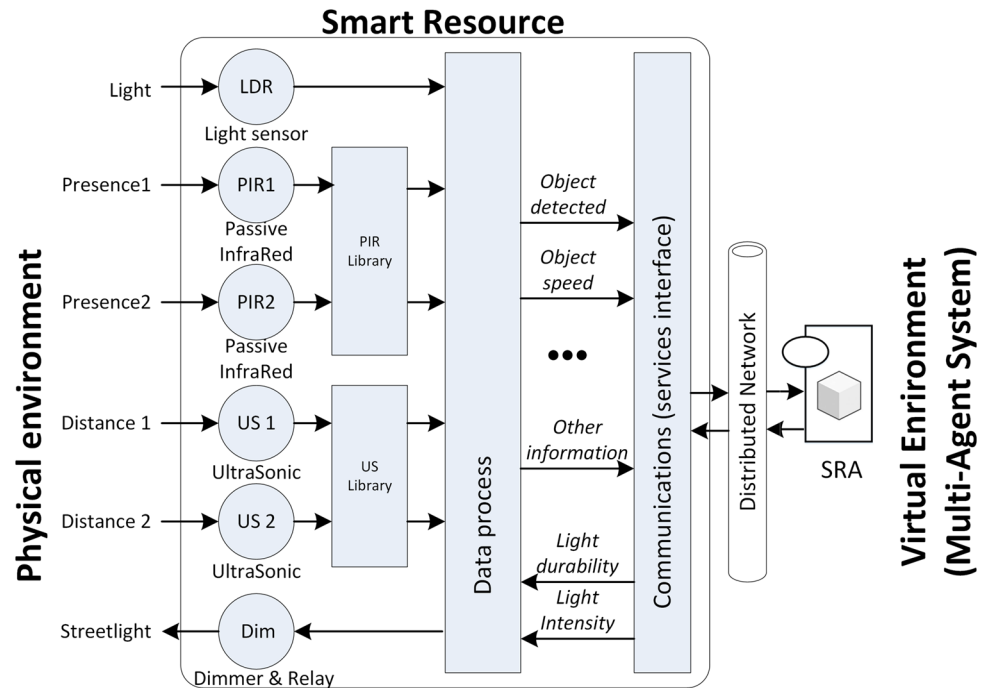 Smart Resource
Light
LDR
Light sensor
Presence1
PIR1
Passive
InfraRed
PIR
Library
Presence2
PIR2
Passive
InfraRed
Distance 1
US 1
UltraSonic
US
Library
Distance 2
US 2
UltraSonic
Streetlight
Dim
Dimmer & Relay
Physical environment
Data process
Object
detected
Object
speed
•••
Other
information
Light
durability
Light
Intensity
Communications (services interface)
Distributed Network
SRA
Virtual Enrironment
(Multi-Agent System)